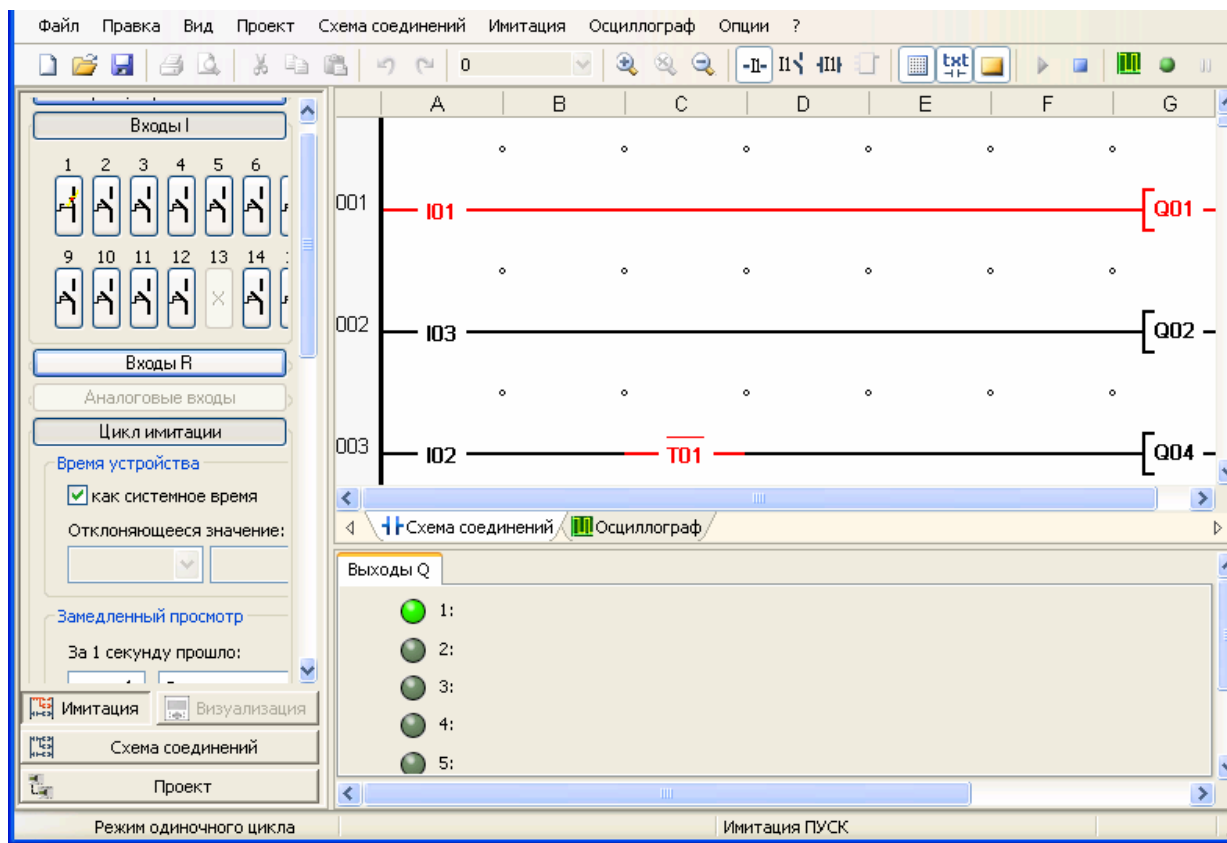 Файл Правка Вид Проект Схема соединений Имитация Осциллограф Опции ?
0 txt
Входы I
1 2 3 4 5 6
9 10 11 12 13 14
Входы R
Аналоговые входы
Цикл имитации
Время устройства
как системное время
Отклоняющееся значение:
Замедленный просмотр
За 1 секунду прошло:
Имитация Визуализация
Схема соединений
Проект
A B C D E F G
001 I01 Q01
002 I03 Q02
003 I02 T01 Q04
Схема соединений Осциллограф
Выходы Q
1:
2:
3:
4:
5:
Режим одиночного цикла Имитация ПУСК